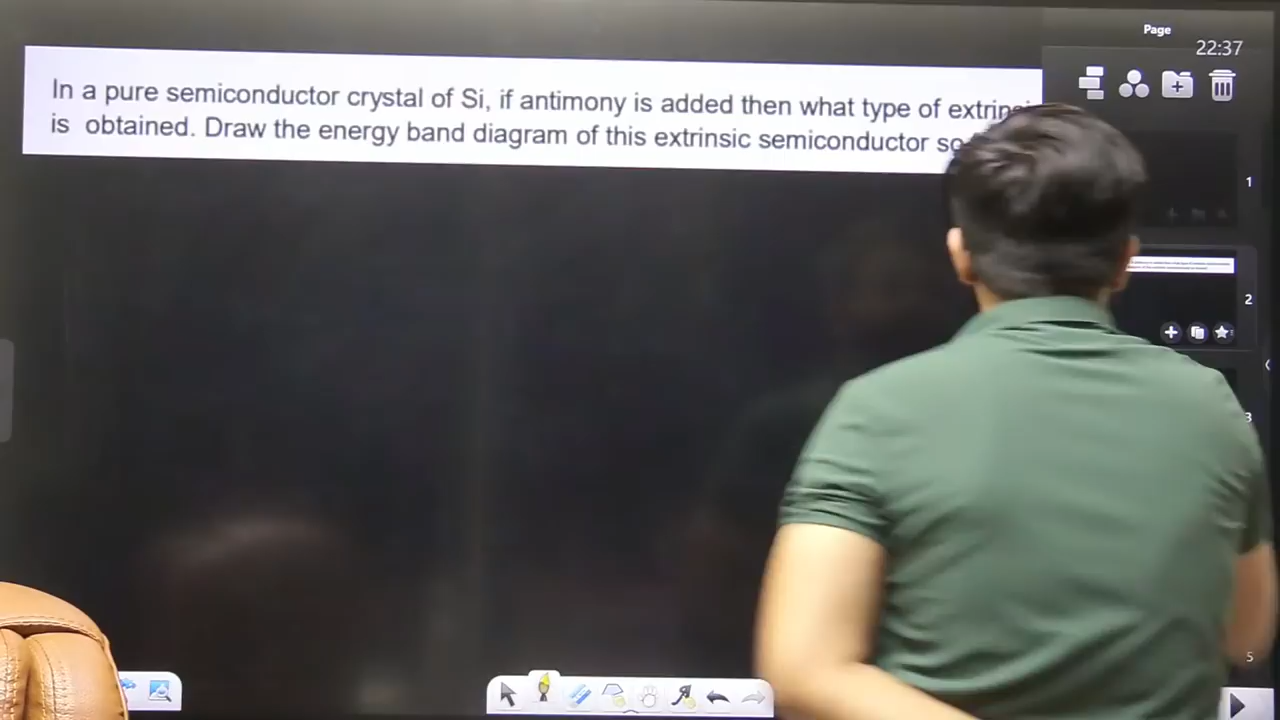 Page
22:37
In a pure semiconductor crystal of Si, if antimony is added then what type of
is obtained. Draw the energy band diagram of this extrinsic semiconductor
1
2
3
5